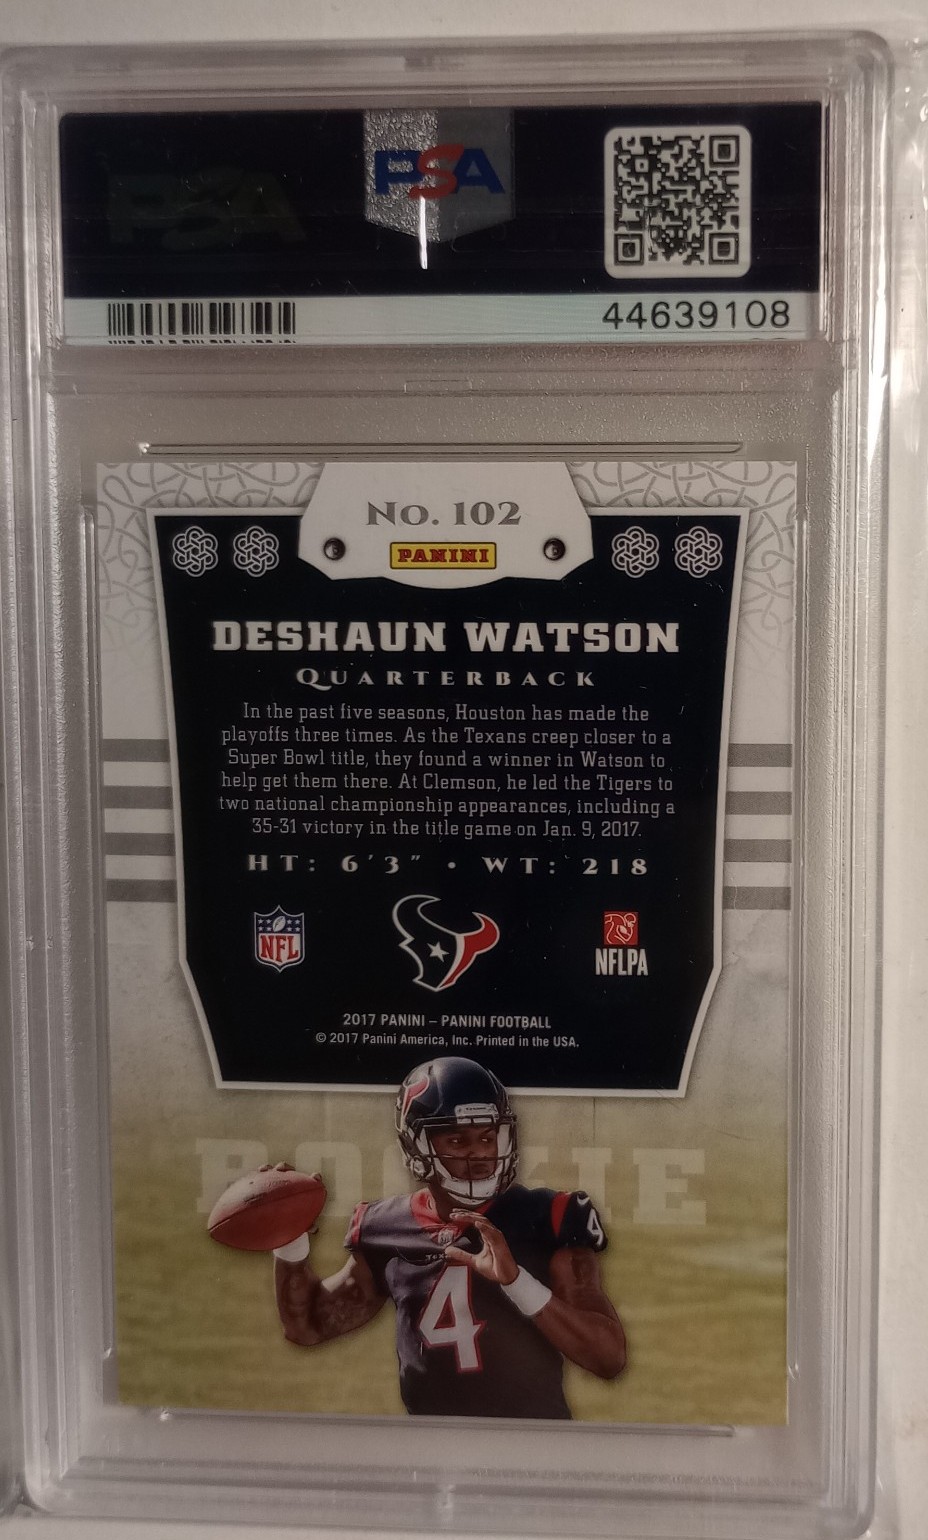 PSA
PSA
44639108
No. 102
PANINI
DESHAUN WATSON
QUARTERBACK
In the past five seasons, Houston has made the
playoffs three times. As the Texans creep closer to a
Super Bowl title, they found a winner in Watson to
help get them there. At Clemson, he led the Tigers to
two national championship appearances, including a
35-31 victory in the title game on Jan. 9, 2017.
HT: 6'3" • WT: 218
NFL
NFLPA
2017 PANINI – PANINI FOOTBALL
© 2017 Panini America, Inc. Printed in the USA.
ROOKIE
4
4